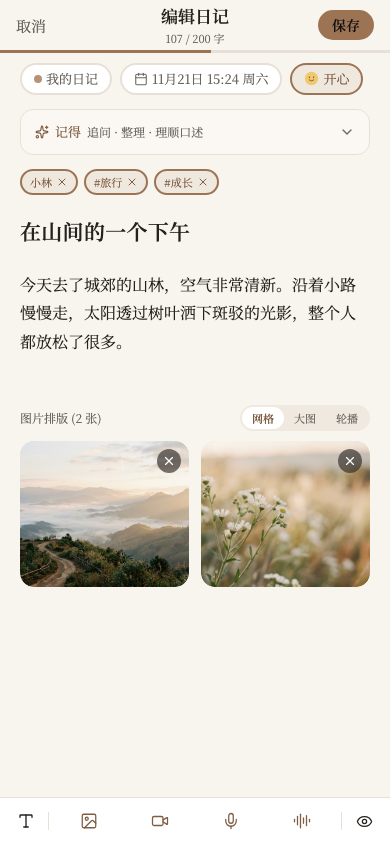 取消
编辑日记
107 / 200 字
保存
我的日记
11月21日 15:24 周六
开心
记得 追问 · 整理 · 理顺口述
小林
#旅行
#成长
在山间的一个下午
今天去了城郊的山林，空气非常清新。沿着小路
慢慢走，太阳透过树叶洒下斑驳的光影，整个人
都放松了很多。
图片排版 (2 张)
网格
大图
轮播